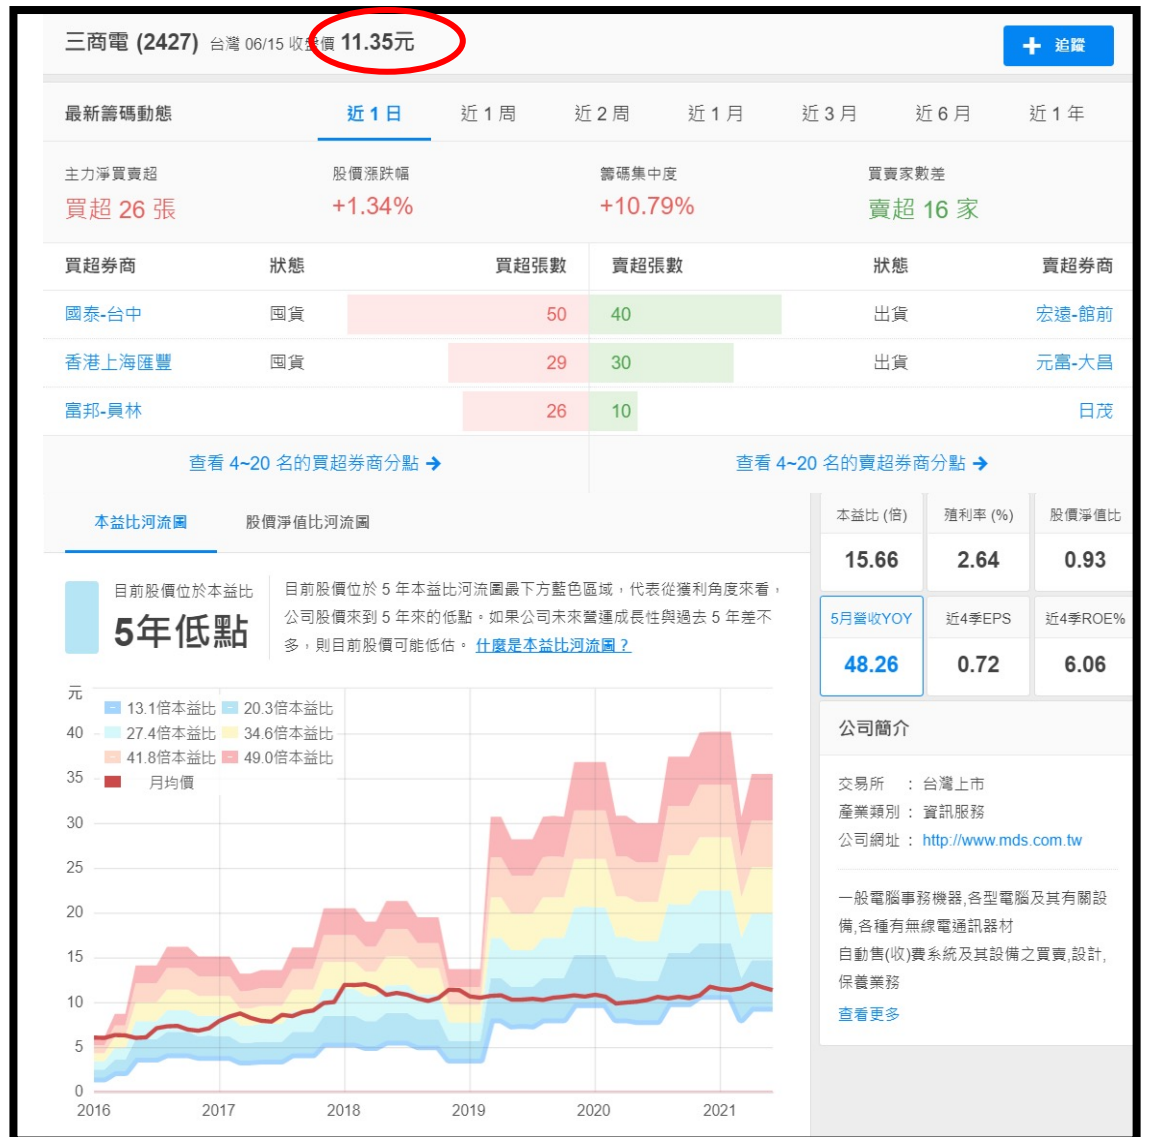 三商電 (2427) 台灣 06/15 收盤價 11.35元
追蹤
最新籌碼動態 近 1 日 近 1 周 近 2 周 近 1 月 近 3 月 近 6 月 近 1 年
主力淨買賣超 股價漲跌幅 籌碼集中度 買賣家數差
買超 26 張 +1.34% +10.79% 賣超 16 家
買超券商 狀態 買超張數 賣超張數 狀態 賣超券商
國泰-台中 囤貨 50 40 出貨 宏遠-館前
香港上海匯豐 囤貨 29 30 出貨 元富-大昌
富邦-員林 26 10 日茂
查看 4~20 名的買超券商分點 → 查看 4~20 名的賣超券商分點 →
本益比河流圖 股價淨值比河流圖
目前股價位於本益比
5年低點
目前股價位於 5 年本益比河流圖最下方藍色區域，代表從獲利角度來看，
公司股價來到 5 年來的低點。如果公司未來營運成長性與過去 5 年差不
多，則目前股價可能低估。 什麼是本益比河流圖？
元
13.1倍本益比 20.3倍本益比
27.4倍本益比 34.6倍本益比
41.8倍本益比 49.0倍本益比
月均價
40
35
30
25
20
15
10
5
0
2016 2017 2018 2019 2020 2021
本益比 (倍) 殖利率 (%) 股價淨值比
15.66 2.64 0.93
5月營收YOY 近4季EPS 近4季ROE%
48.26 0.72 6.06
公司簡介
交易所 ： 台灣上市
產業類別： 資訊服務
公司網址： http://www.mds.com.tw
一般電腦事務機器,各型電腦及其有關設
備,各種有無線電通訊器材
自動售(收)費系統及其設備之買賣,設計,
保養業務
查看更多